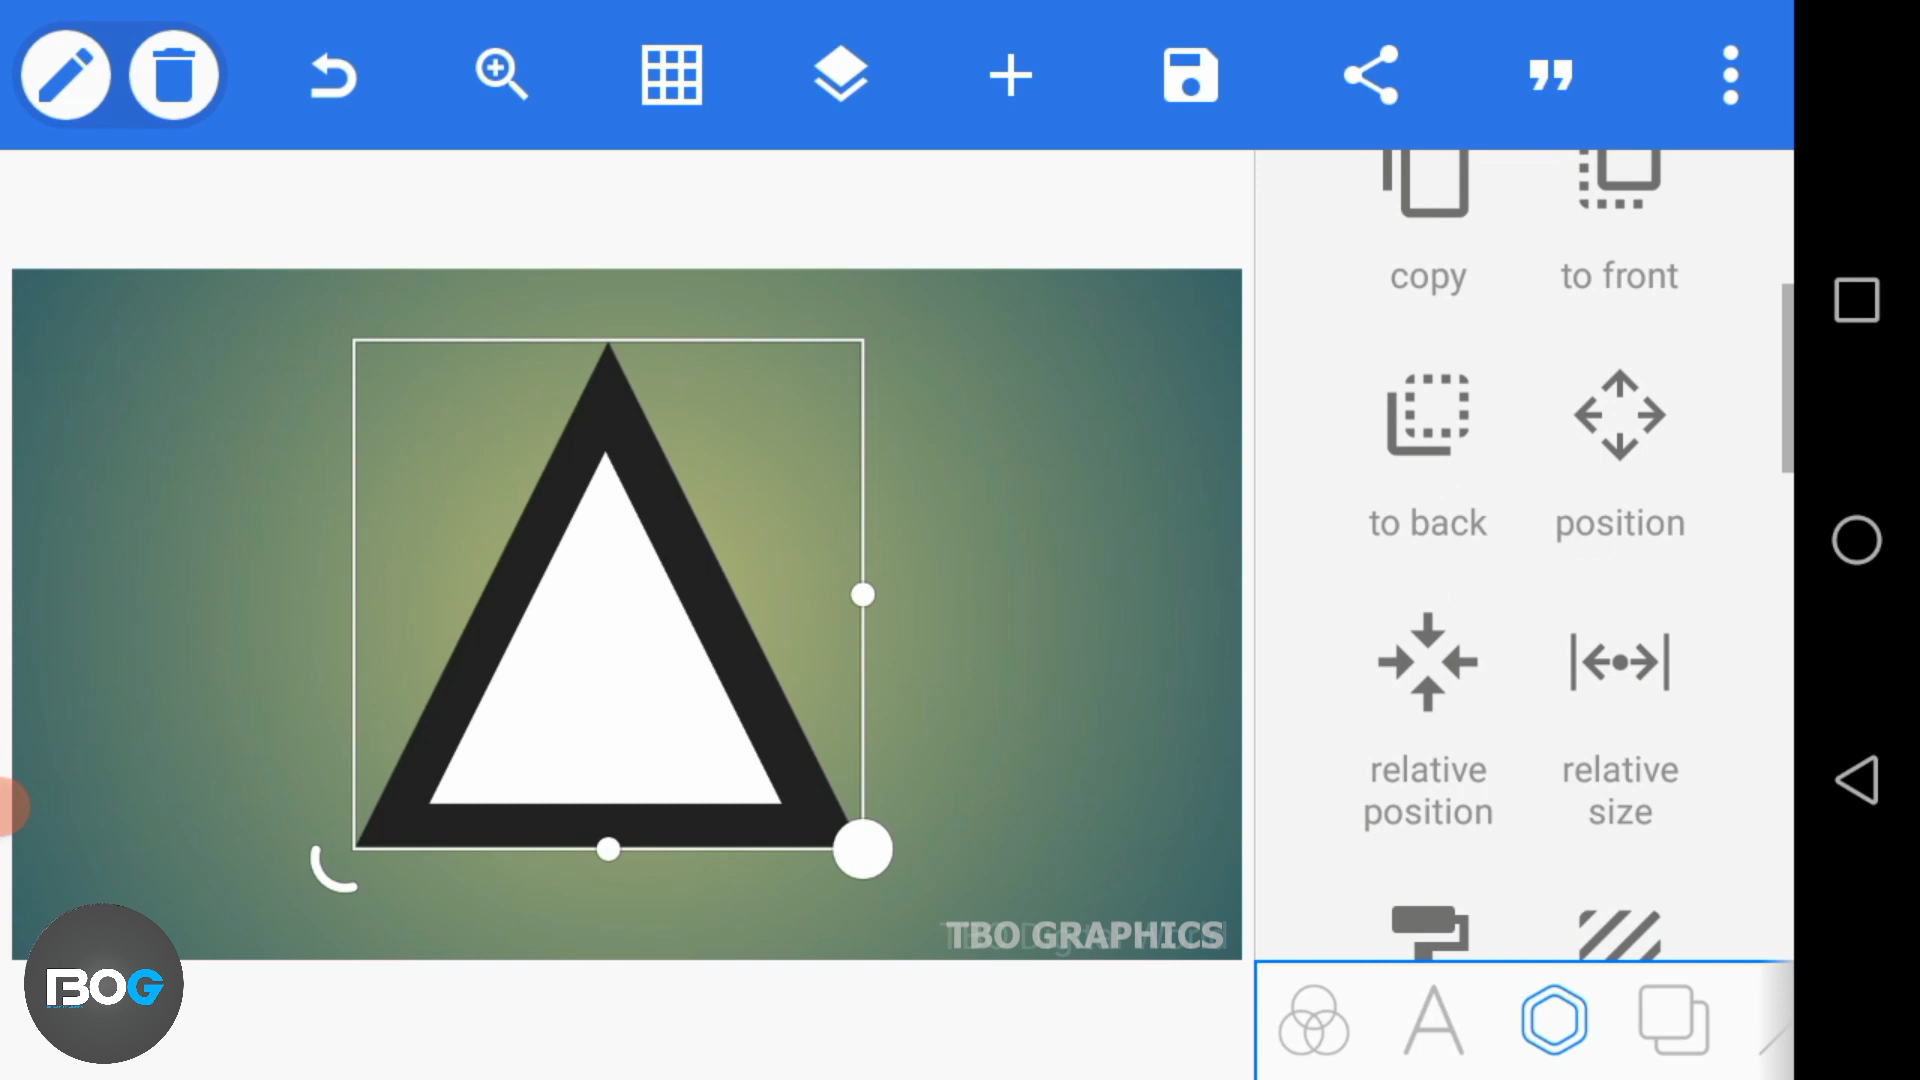 copy
to front
to back
position
relative
position
relative
size
TBO GRAPHICS
BOG